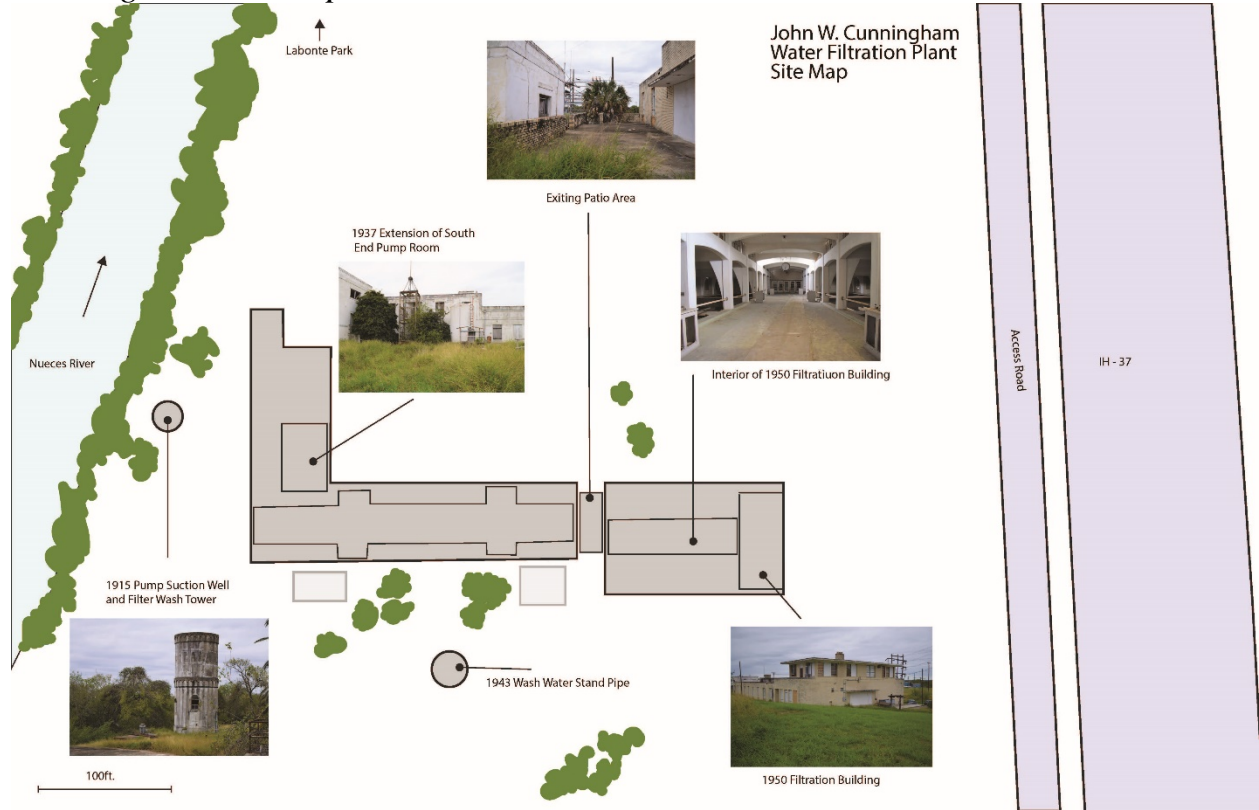 Labonte Park
John W. Cunningham
Water Filtration Plant
Site Map
Exiting Patio Area
1937 Extension of South
End Pump Room
Nueces River
Interior of 1950 Filtratiuon Building
Access Road
IH - 37
1915 Pump Suction Well
and Filter Wash Tower
1943 Wash Water Stand Pipe
100ft.
1950 Filtration Building